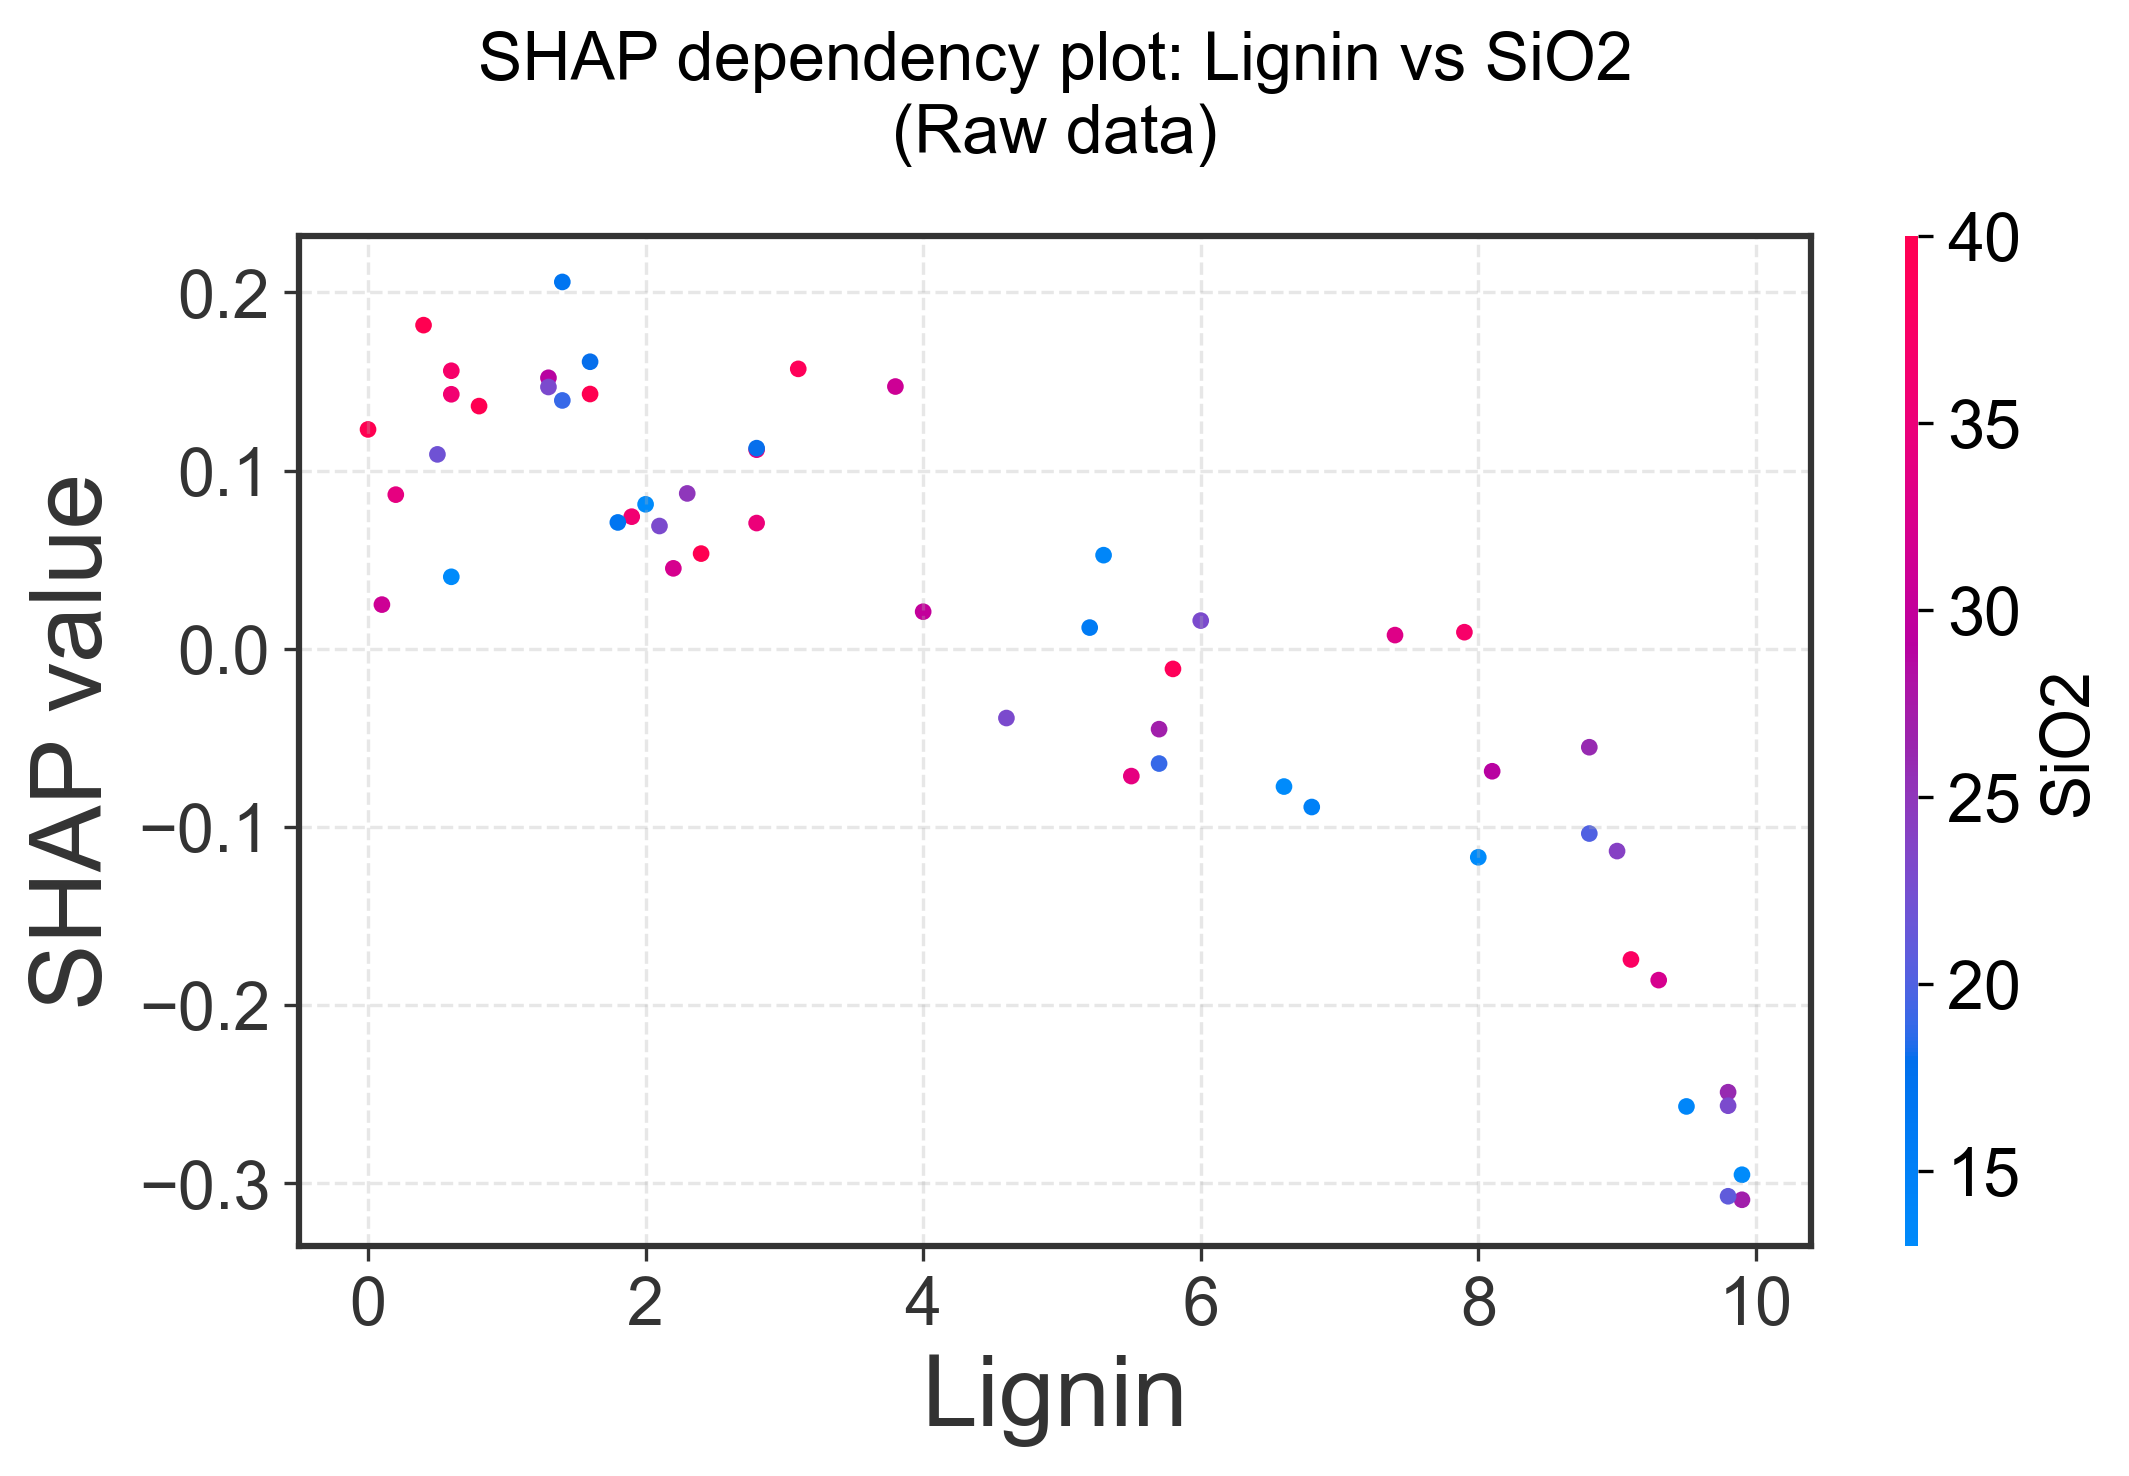 SHAP dependency plot: Lignin vs SiO2
(Raw data)
SHAP value
0.2
0.1
0.0
−0.1
−0.2
−0.3
0 2 4 6 8 10
Lignin
40
35
30
25
20
15
SiO2